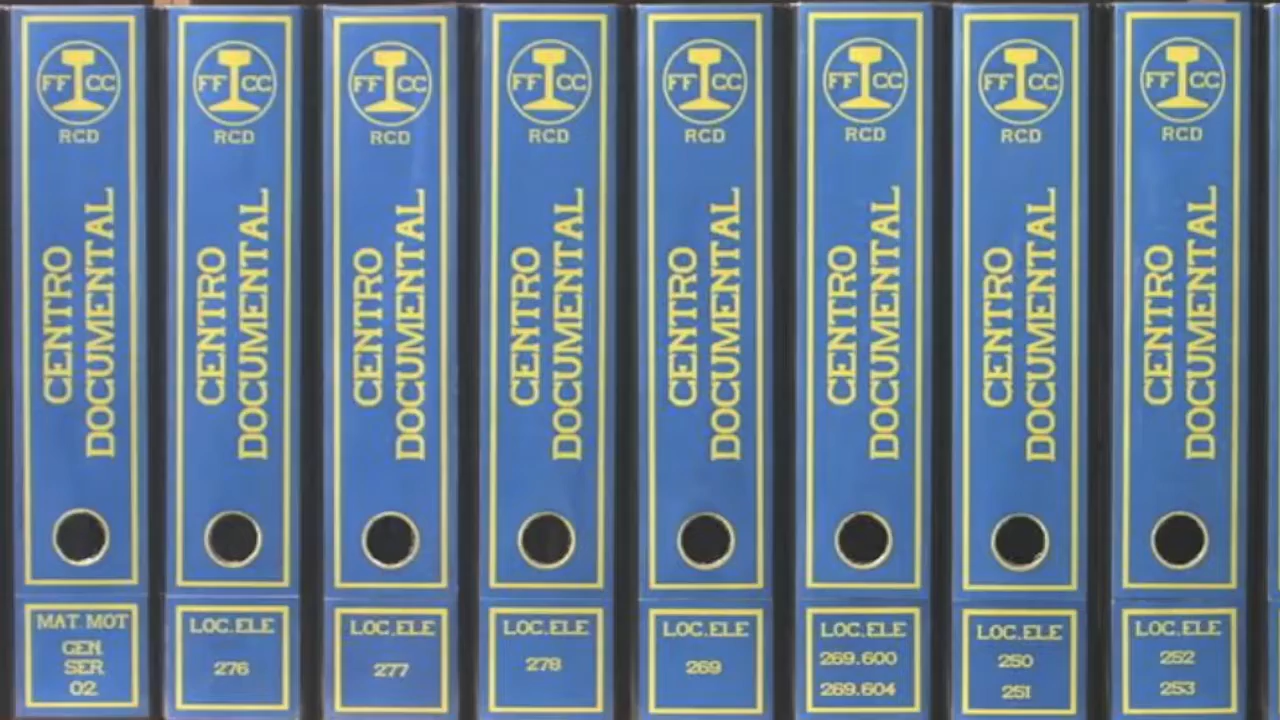 FF CC
RCD
CENTRO
DOCUMENTAL
MAT. MOT
GEN.
SER.
02.
FF CC
RCD
CENTRO
DOCUMENTAL
LOC.ELE
276
FF CC
RCD
CENTRO
DOCUMENTAL
LOC.ELE
277
FF CC
RCD
CENTRO
DOCUMENTAL
LOC.ELE
278
FF CC
RCD
CENTRO
DOCUMENTAL
LOC.ELE
269
FF CC
RCD
CENTRO
DOCUMENTAL
LOC.ELE
269.600
269.604
FF CC
RCD
CENTRO
DOCUMENTAL
LOC.ELE
250
251
FF CC
RCD
CENTRO
DOCUMENTAL
LOC.ELE
252
253